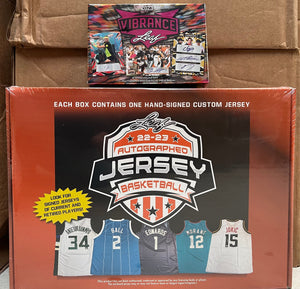 VIBRANCE
Leaf
EACH BOX CONTAINS ONE HAND-SIGNED CUSTOM JERSEY
Leaf
22-23
AUTOGRAPHED
JERSEY
BASKETBALL
LOOK FOR
SIGNED JERSEYS
OF CURRENT AND
RETIRED PLAYERS!
ANTETOKOUNMPO
34
BALL
2
EDWARDS
1
MORANT
12
JOKIC
15